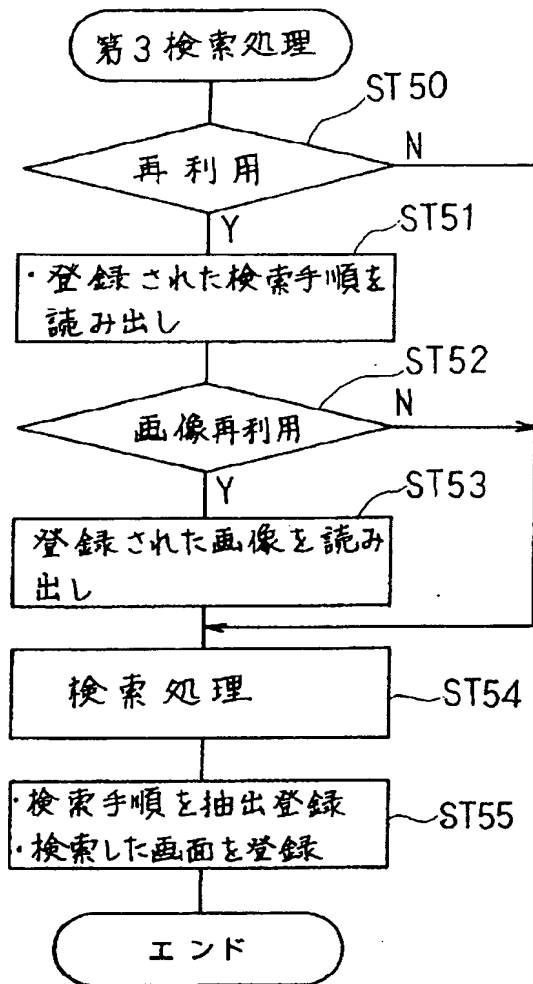 第3検索処理
ST50
再利用
N
Y
ST51
・登録された検索手順を
読み出し
ST52
画像再利用
N
Y
ST53
登録された画像を読み
出し
検索処理
ST54
・検索手順を抽出登録
・検索した画面を登録
ST55
エンド